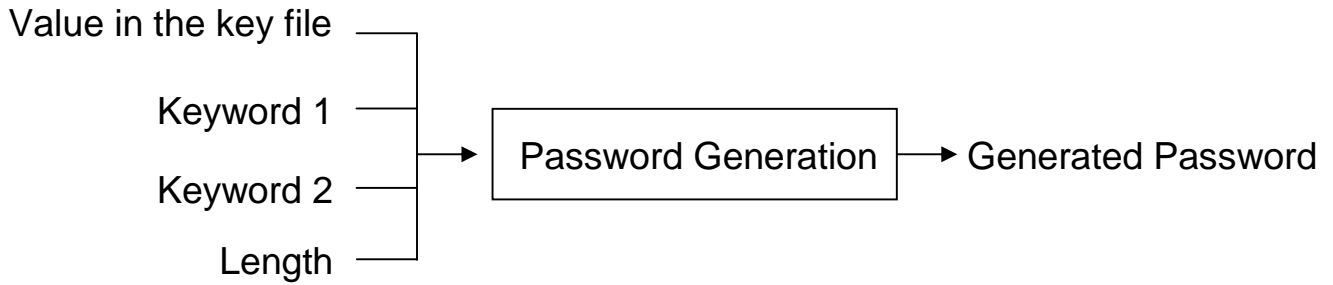 Value in the key file
Keyword 1
Keyword 2
Length
Password Generation
Generated Password